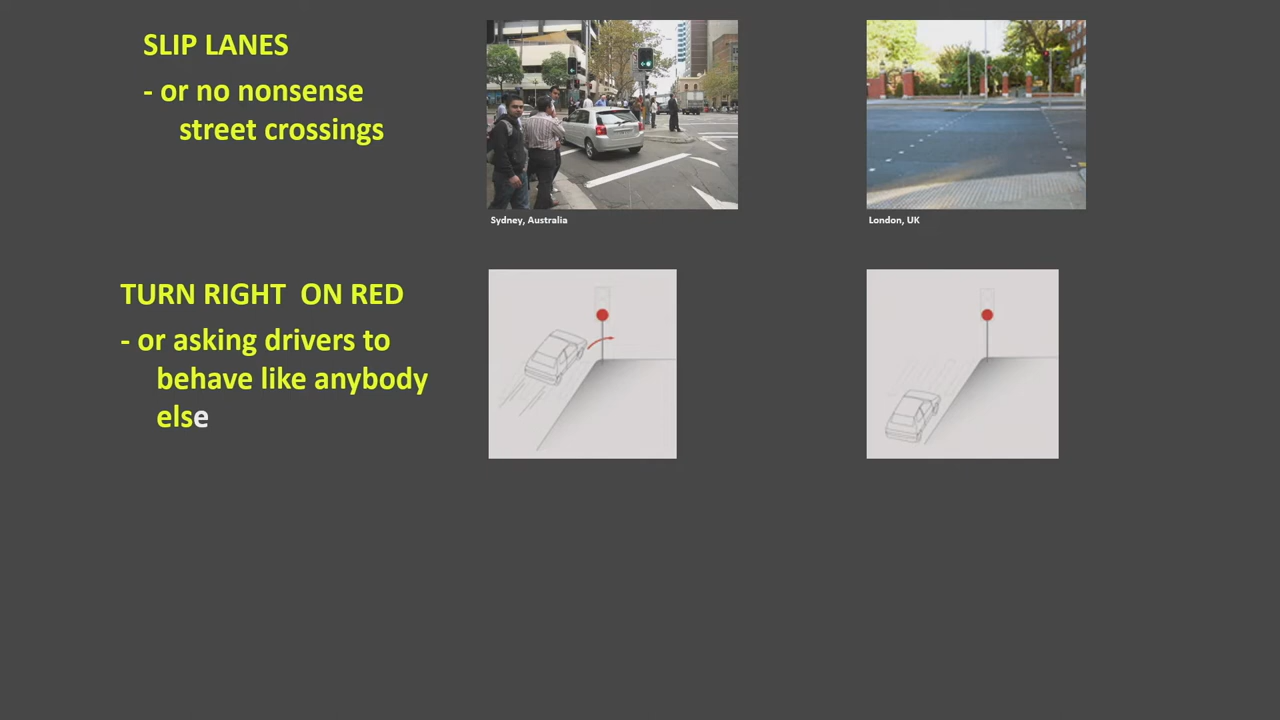 SLIP LANES
- or no nonsense
street crossings
Sydney, Australia
London, UK
TURN RIGHT  ON RED
- or asking drivers to
behave like anybody
else